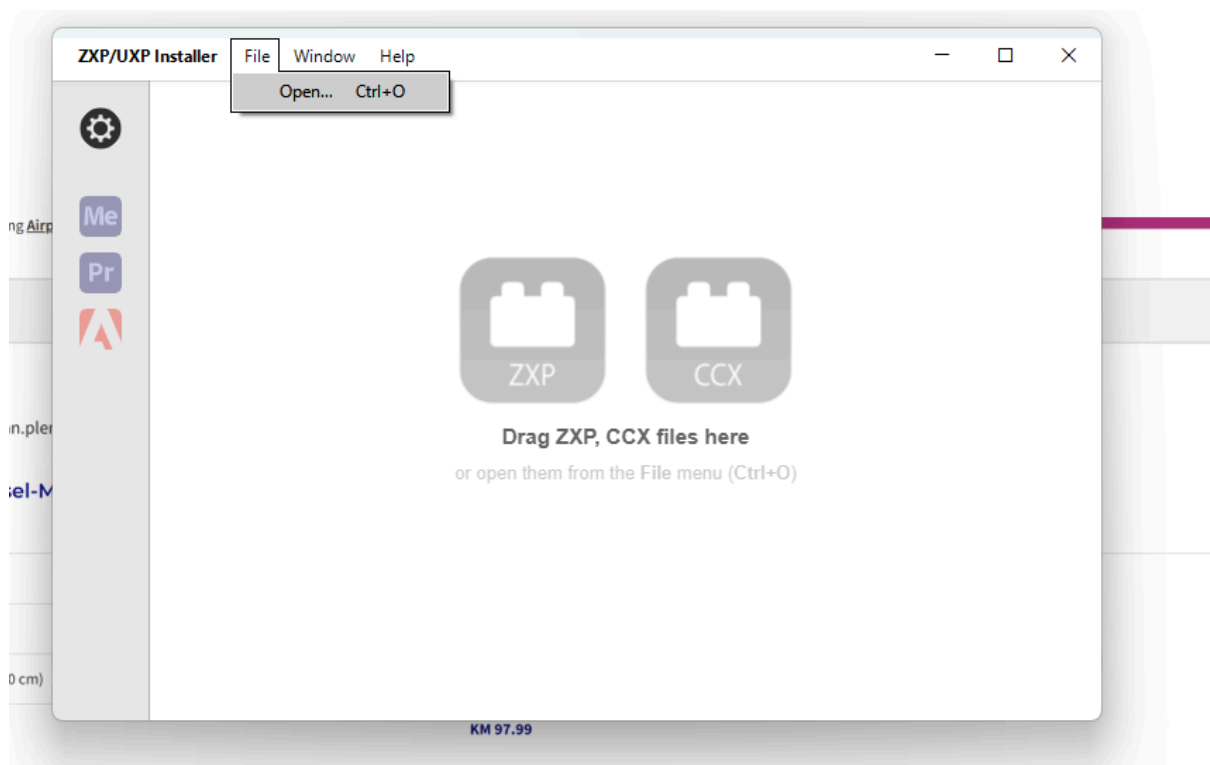 ZXP/UXP Installer File Window Help
Open... Ctrl+O
Me
ng Airp
Pr
ZXP CCX
n.pler
Drag ZXP, CCX files here
or open them from the File menu (Ctrl+O)
sel-M
0 cm)
KM 97.99